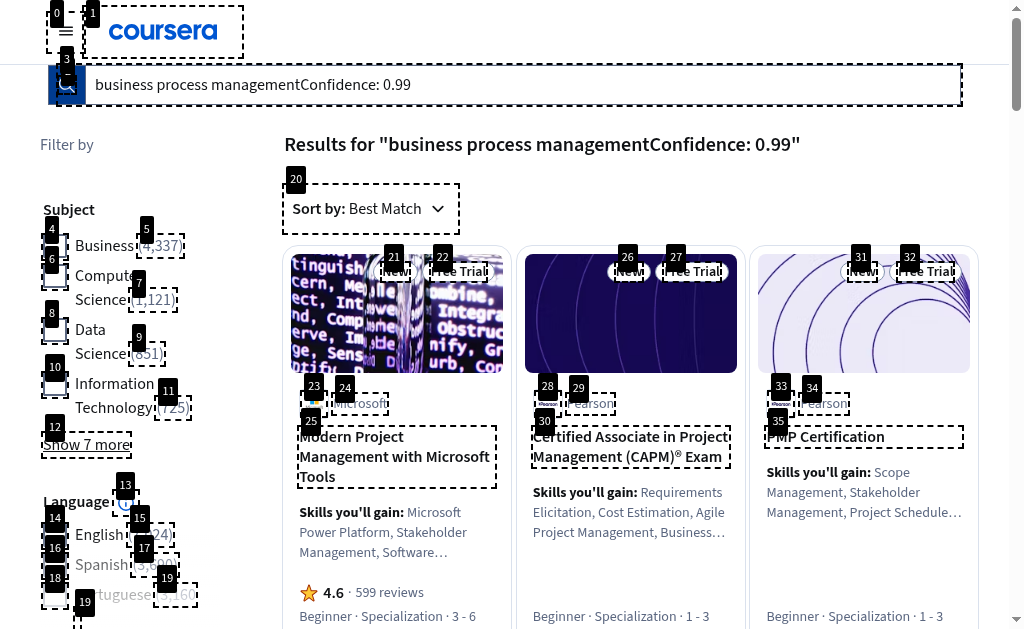 0
1
coursera
3
business process managementConfidence: 0.99
Filter by
Results for "business process managementConfidence: 0.99"
20
Sort by: Best Match
Subject
4
5
Business (4,337)
6
7
Science (1,121)
8
Data
9
Science (851)
10
Information
11
Technology (725)
12
Show 7 more
13
Language
14
15
English
16
17
Spanish
18
19
19
21
New
22
Free Trial
23
24
Microsoft
25
Modern Project
Management with Microsoft
Tools
Skills you'll gain: Microsoft
Power Platform, Stakeholder
Management, Software…
4.6 · 599 reviews
Beginner · Specialization · 3 - 6
26
New
27
Free Trial
28
29
Pearson
30
Certified Associate in Project
Management (CAPM)® Exam
Skills you'll gain: Requirements
Elicitation, Cost Estimation, Agile
Project Management, Business…
Beginner · Specialization · 1 - 3
31
New
32
Free Trial
33
34
Pearson
35
PMP Certification
Skills you'll gain: Scope
Management, Stakeholder
Management, Project Schedule…
Beginner · Specialization · 1 - 3